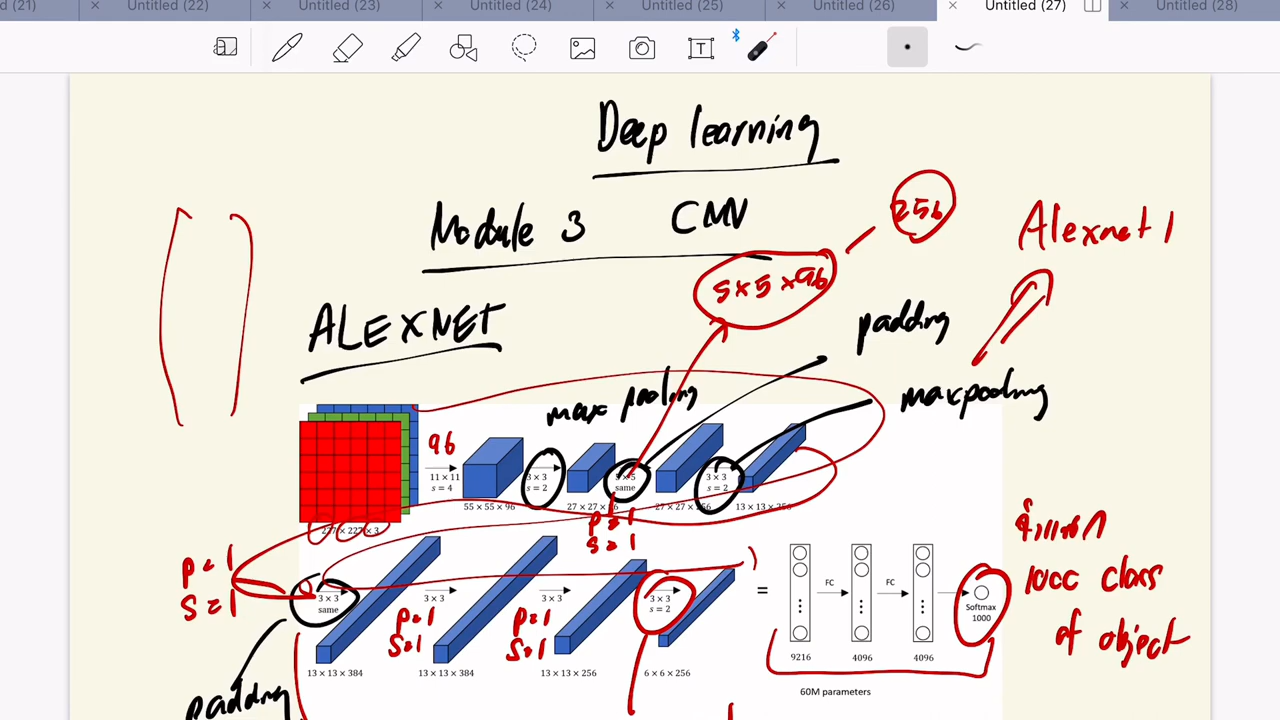 (21)
Untitled (22)
Untitled (23)
Untitled (24)
Untitled (25)
Untitled (26)
Untitled (27)
Untitled (28)
T
Deep learning
Module 3 CNN
256
Alexnet 1
5 x 5 x 96
ALEXNET
padding
max pooling
maxpooling
96
11 × 11
s = 4
3 × 3
s = 2
5 × 5
same
3 × 3
s = 2
55 × 55 × 96
27 × 27 × 96
27 × 27 × 256
13 × 13 × 256
227 × 227 × 3
P = 1
S = 1
P = 1
S = 1
3 × 3
same
3 × 3
P = 1
S = 1
3 × 3
P = 1
S = 1
3 × 3
s = 2
=
FC
FC
Softmax
1000
class
of object
13 × 13 × 384
13 × 13 × 384
13 × 13 × 256
6 × 6 × 256
9216
4096
4096
60M parameters
padding